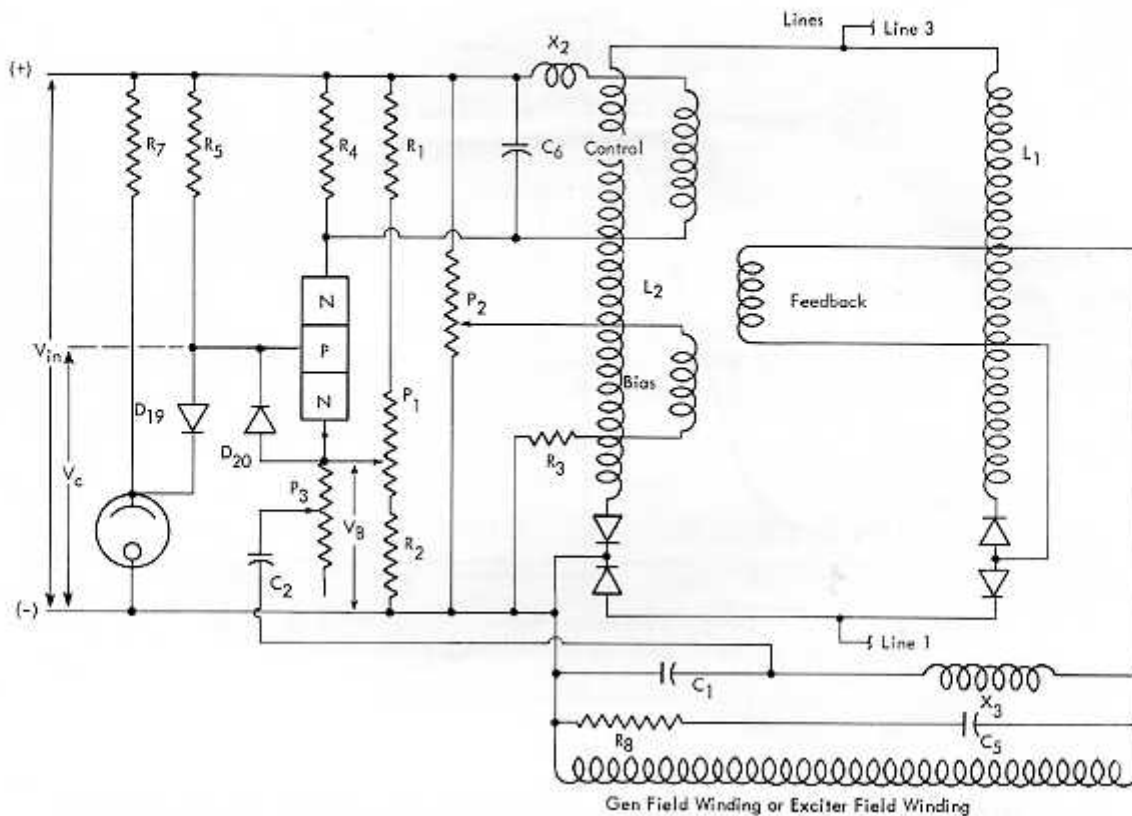 Lines
Line 3
X2
(+)
R7
R5
R4
R1
C6
Control
L1
P2
L2
Feedback
N
P
N
Vin
P1
Bias
D19
D20
R3
Vc
P3
VB
R2
C2
(-)
Line 1
C1
X3
R8
C5
Gen Field Winding or Exciter Field Winding